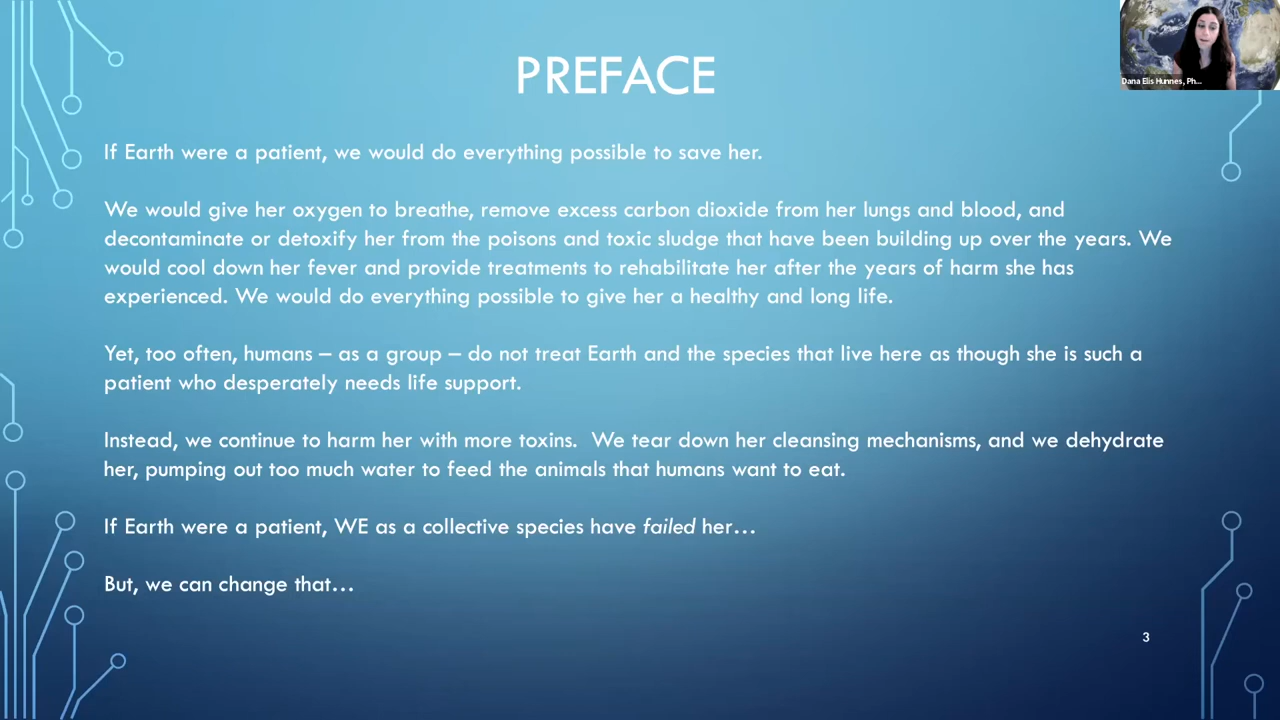 PREFACE
Dana Elis Hunnes, Ph...
If Earth were a patient, we would do everything possible to save her.
We would give her oxygen to breathe, remove excess carbon dioxide from her lungs and blood, and
decontaminate or detoxify her from the poisons and toxic sludge that have been building up over the years. We
would cool down her fever and provide treatments to rehabilitate her after the years of harm she has
experienced. We would do everything possible to give her a healthy and long life.
Yet, too often, humans – as a group – do not treat Earth and the species that live here as though she is such a
patient who desperately needs life support.
Instead, we continue to harm her with more toxins.  We tear down her cleansing mechanisms, and we dehydrate
her, pumping out too much water to feed the animals that humans want to eat.
If Earth were a patient, WE as a collective species have failed her…
But, we can change that…
3